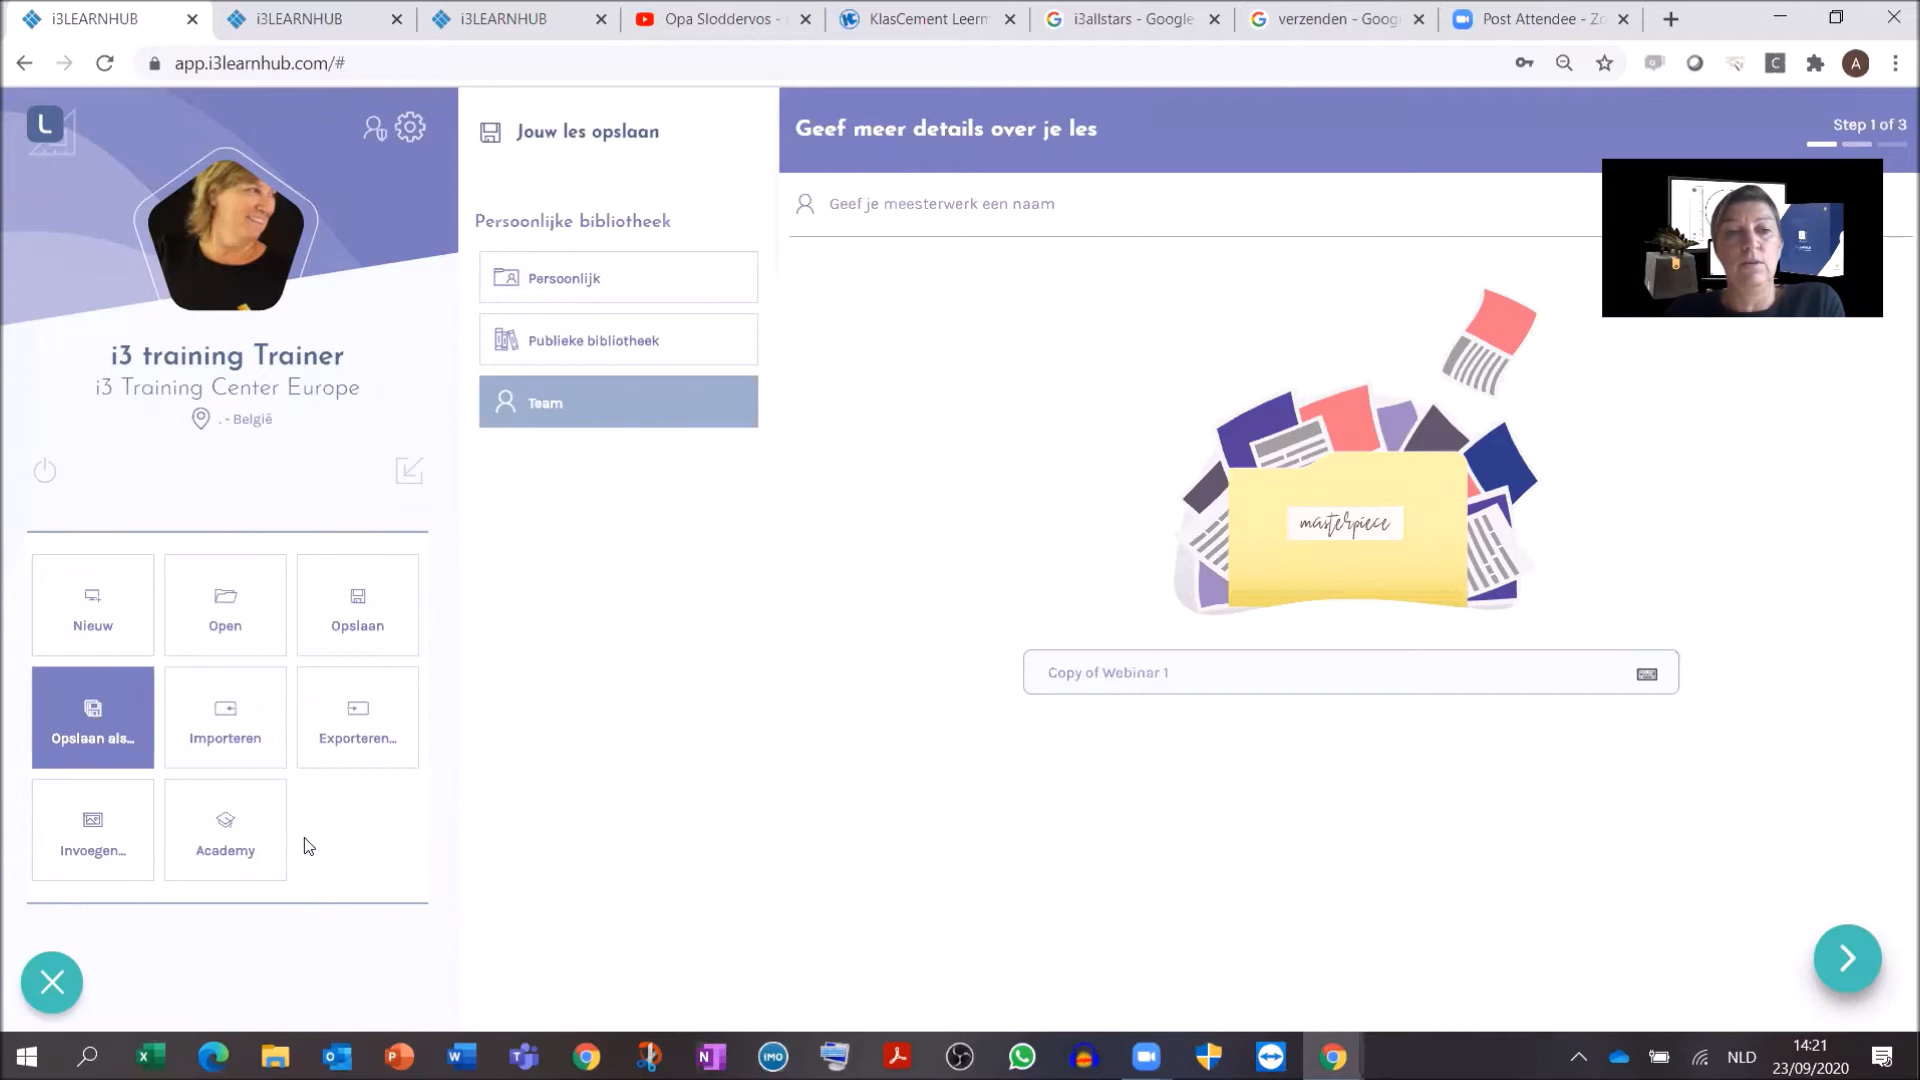 i3LEARNHUB
i3LEARNHUB
i3LEARNHUB
Opa Sloddervos -
KlasCement Leerm
i3allstars - Google
verzenden - Goog
Post Attendee - Zo
app.i3learnhub.com/#
A
L
Jouw les opslaan
Geef meer details over je les
Step 1 of 3
Geef je meesterwerk een naam
Persoonlijke bibliotheek
Persoonlijk
Publieke bibliotheek
Team
i3 training Trainer
i3 Training Center Europe
. - België
masterpiece
Copy of Webinar 1
Nieuw
Open
Opslaan
Opslaan als...
Importeren
Exporteren...
Invoegen...
Academy
NLD
14:21
23/09/2020